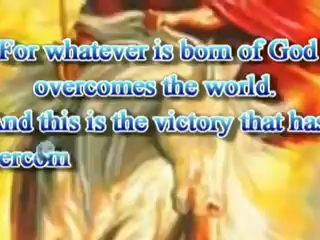 For whatever is born of God
overcomes the world.
And this is the victory that has
ercom